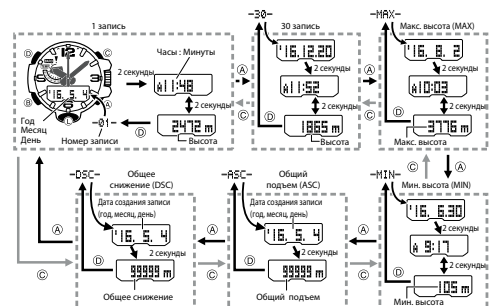 1 запись
Часы : Минуты
2 секунды
A11:48
2 секунды
2472 m
Высота
'16. 5. 4
-01-
Год
Месяц
День
Номер записи
-30-
30 запись
'16.12.20
2 секунды
A11:52
2 секунды
1865 m
Высота
-MAX-
Макс. высота (MAX)
'16. 8. 2
2 секунды
A10:03
2 секунды
3776 m
Макс. высота
-DSC-
Общее
снижение (DSC)
Дата создания записи
(год, месяц, день)
'16. 5. 4
2 секунды
99999 m
Общее снижение
-ASC-
Общий
подъем (ASC)
Дата создания записи
(год, месяц, день)
'16. 5. 4
2 секунды
99999 m
Общий подъем
-MIN-
Мин. высота (MIN)
'16. 6.30
2 секунды
A 9:17
2 секунды
105 m
Мин. высота
A
B
C
D
L
A
C
D
A
C
D
A
C
D
A
C
D
A
C
D
A
C
D